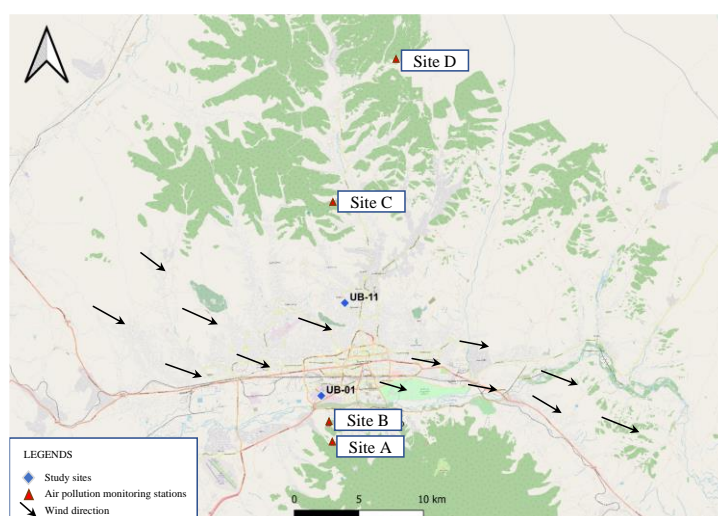 Site D
Site C
UB-11
UB-01
Site B
Site A
LEGENDS
Study sites
Air pollution monitoring stations
Wind direction
0 5 10 km